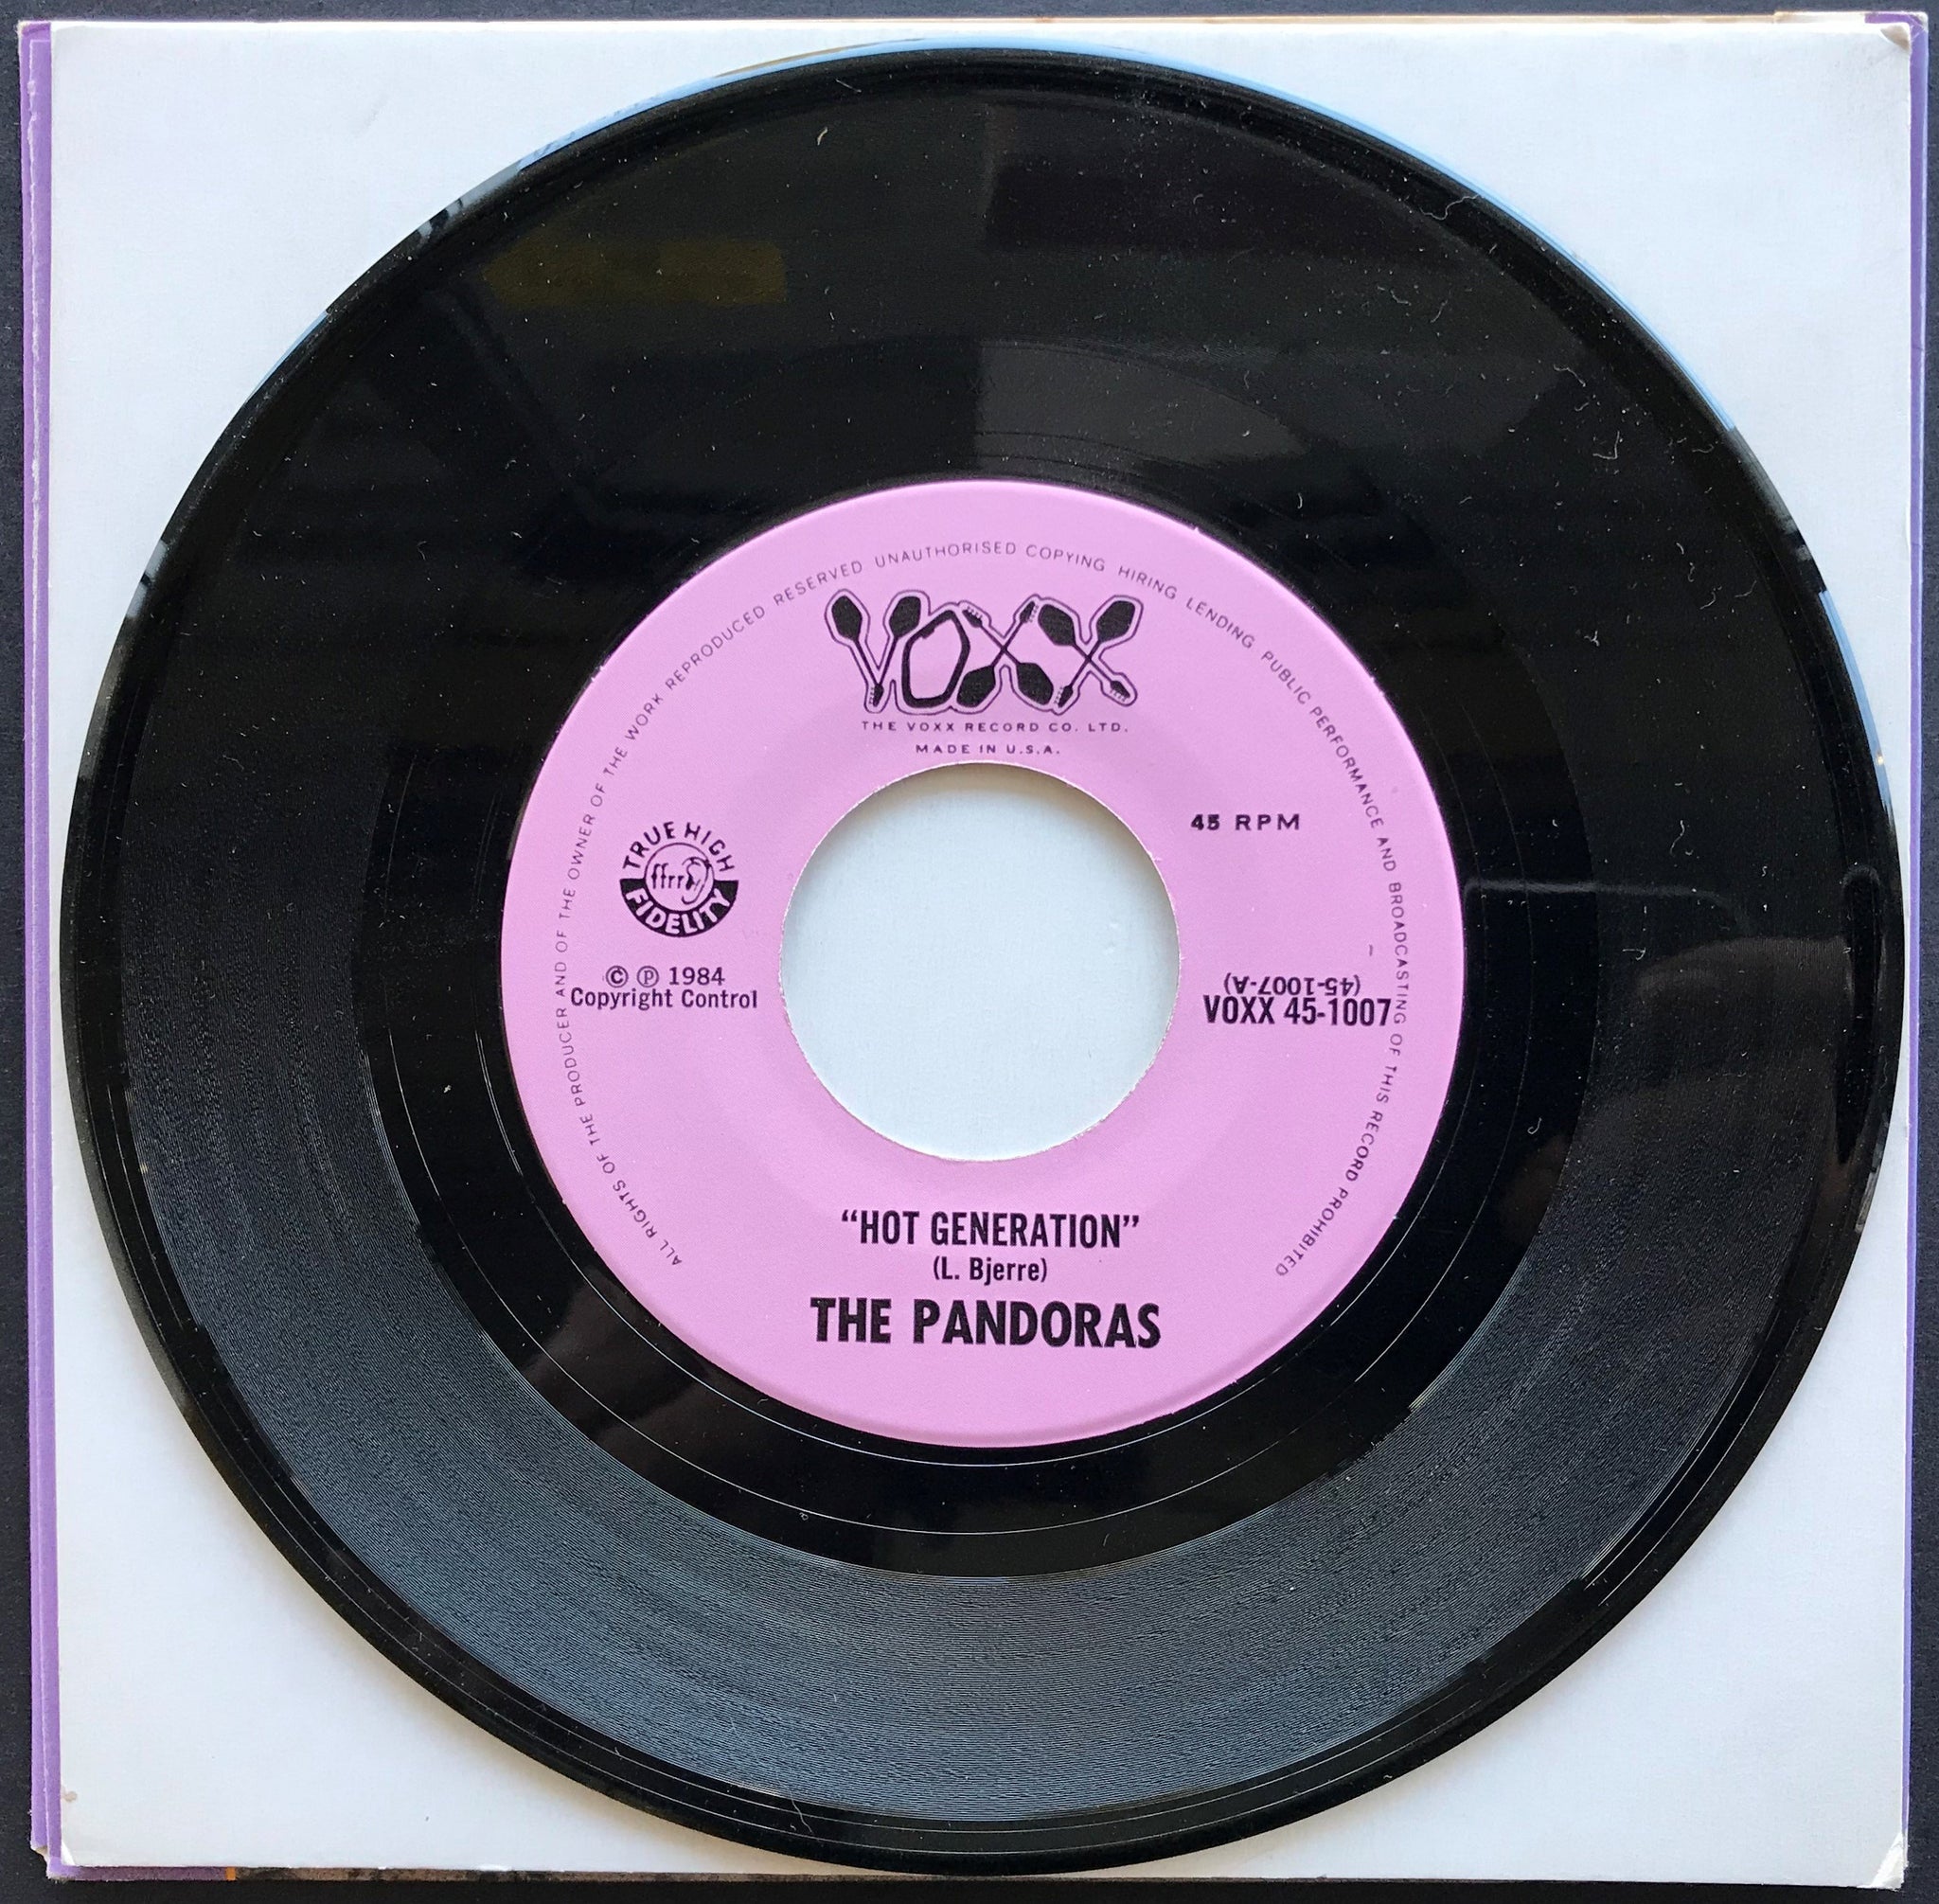 ALL RIGHTS OF THE PRODUCER AND OF THE OWNER OF THE WORK REPRODUCED RESERVED UNAUTHORISED COPYING HIRING LENDING PUBLIC PERFORMANCE AND BROADCASTING OF THIS RECORD PROHIBITED
VOXX
THE VOXX RECORD CO. LTD.
MADE IN U.S.A.
45 RPM
TRUE HIGH
ffrr
FIDELITY
© ℗ 1984
Copyright Control
(45-1007-A)
VOXX 45-1007
“HOT GENERATION”
(L. Bjerre)
THE PANDORAS